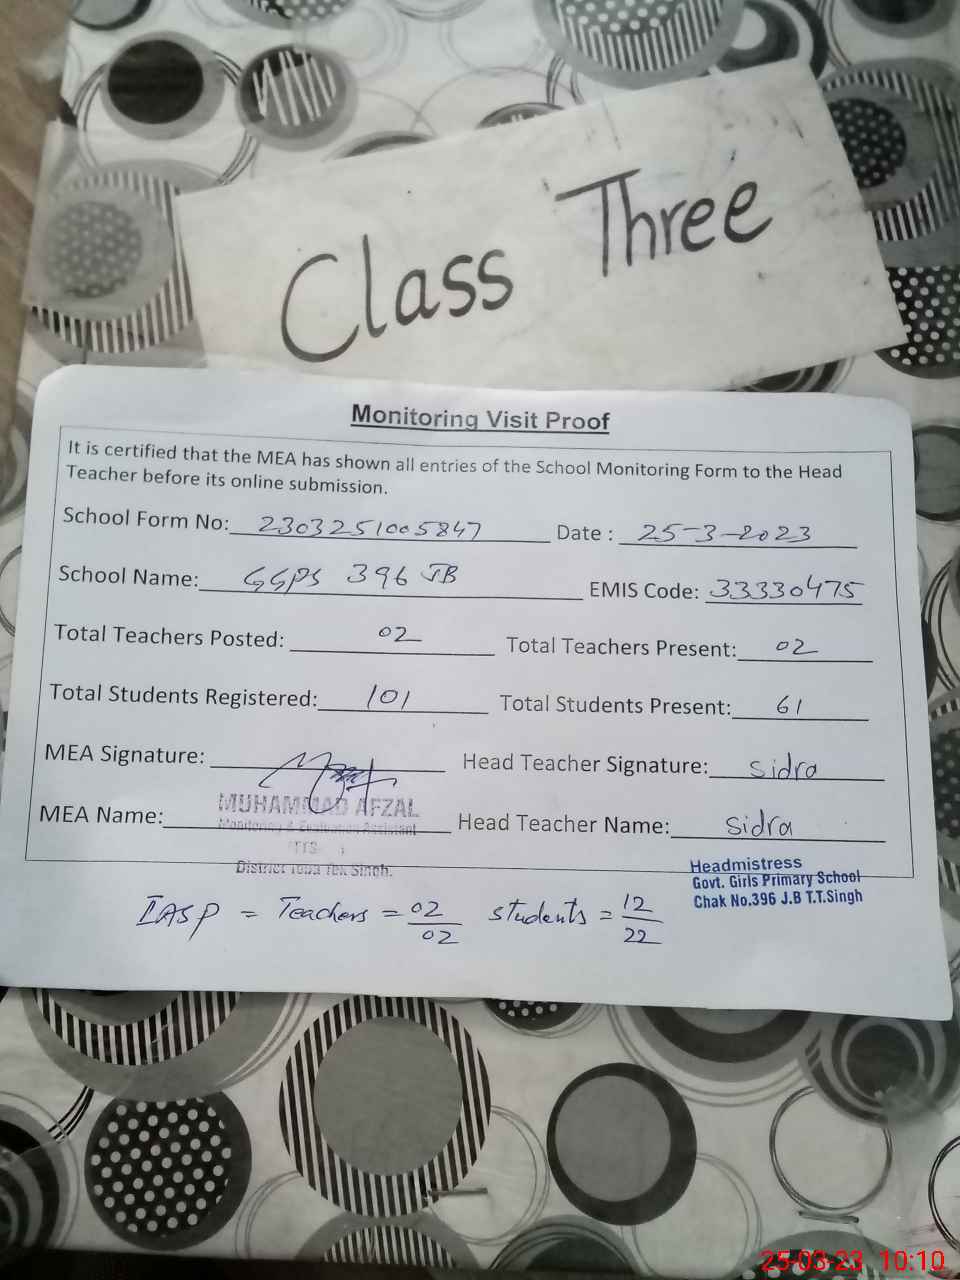 Class Three
Monitoring Visit Proof
It is certified that the MEA has shown all entries of the School Monitoring Form to the Head
Teacher before its online submission.
School Form No: 2303251005847 Date : 25-3-2023
School Name: GGPS 396 JB EMIS Code: 33330475
Total Teachers Posted: 02 Total Teachers Present: 02
Total Students Registered: 101 Total Students Present: 61
MEA Signature: Head Teacher Signature: Sidra
MUHAMMAD AFZAL
MEA Name: Head Teacher Name: Sidra
Monitoring & Evaluation Assistant
District Toba Tek Singh.
Headmistress
Govt. Girls Primary School
Chak No.396 J.B T.T.Singh
IASP = Teachers = 02/02 students = 12/22
25-03-23 10:10